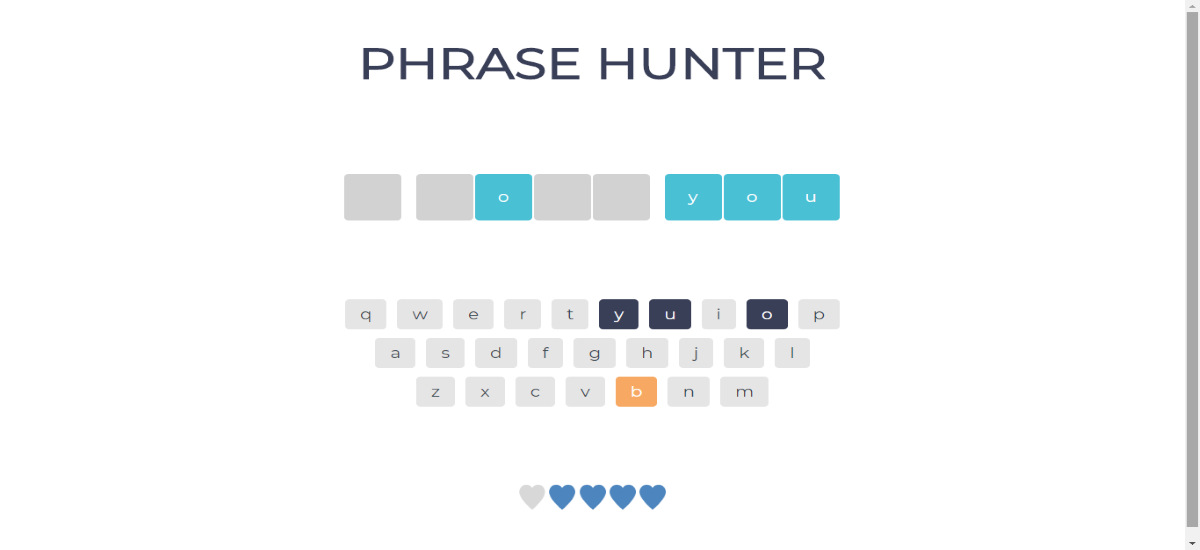 PHRASE HUNTER
o y o u
q w e r t y u i o p
a s d f g h j k l
z x c v b n m